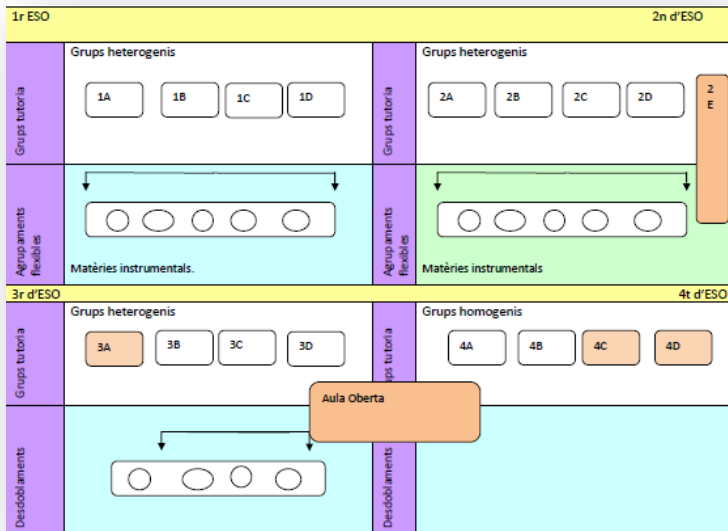 1r ESO
2n d'ESO
Grups tutoria
Grups heterogenis
1A
1B
1C
1D
Grups tutoria
Grups heterogenis
2A
2B
2C
2D
2
E
Agrupaments
flexibles
Matèries instrumentals.
Agrupaments
flexibles
Matèries instrumentals
3r d'ESO
4t d'ESO
Grups tutoria
Grups heterogenis
3A
3B
3C
3D
ups tutoria
Grups homogenis
4A
4B
4C
4D
Aula Oberta
Desdoblaments
Desdoblaments